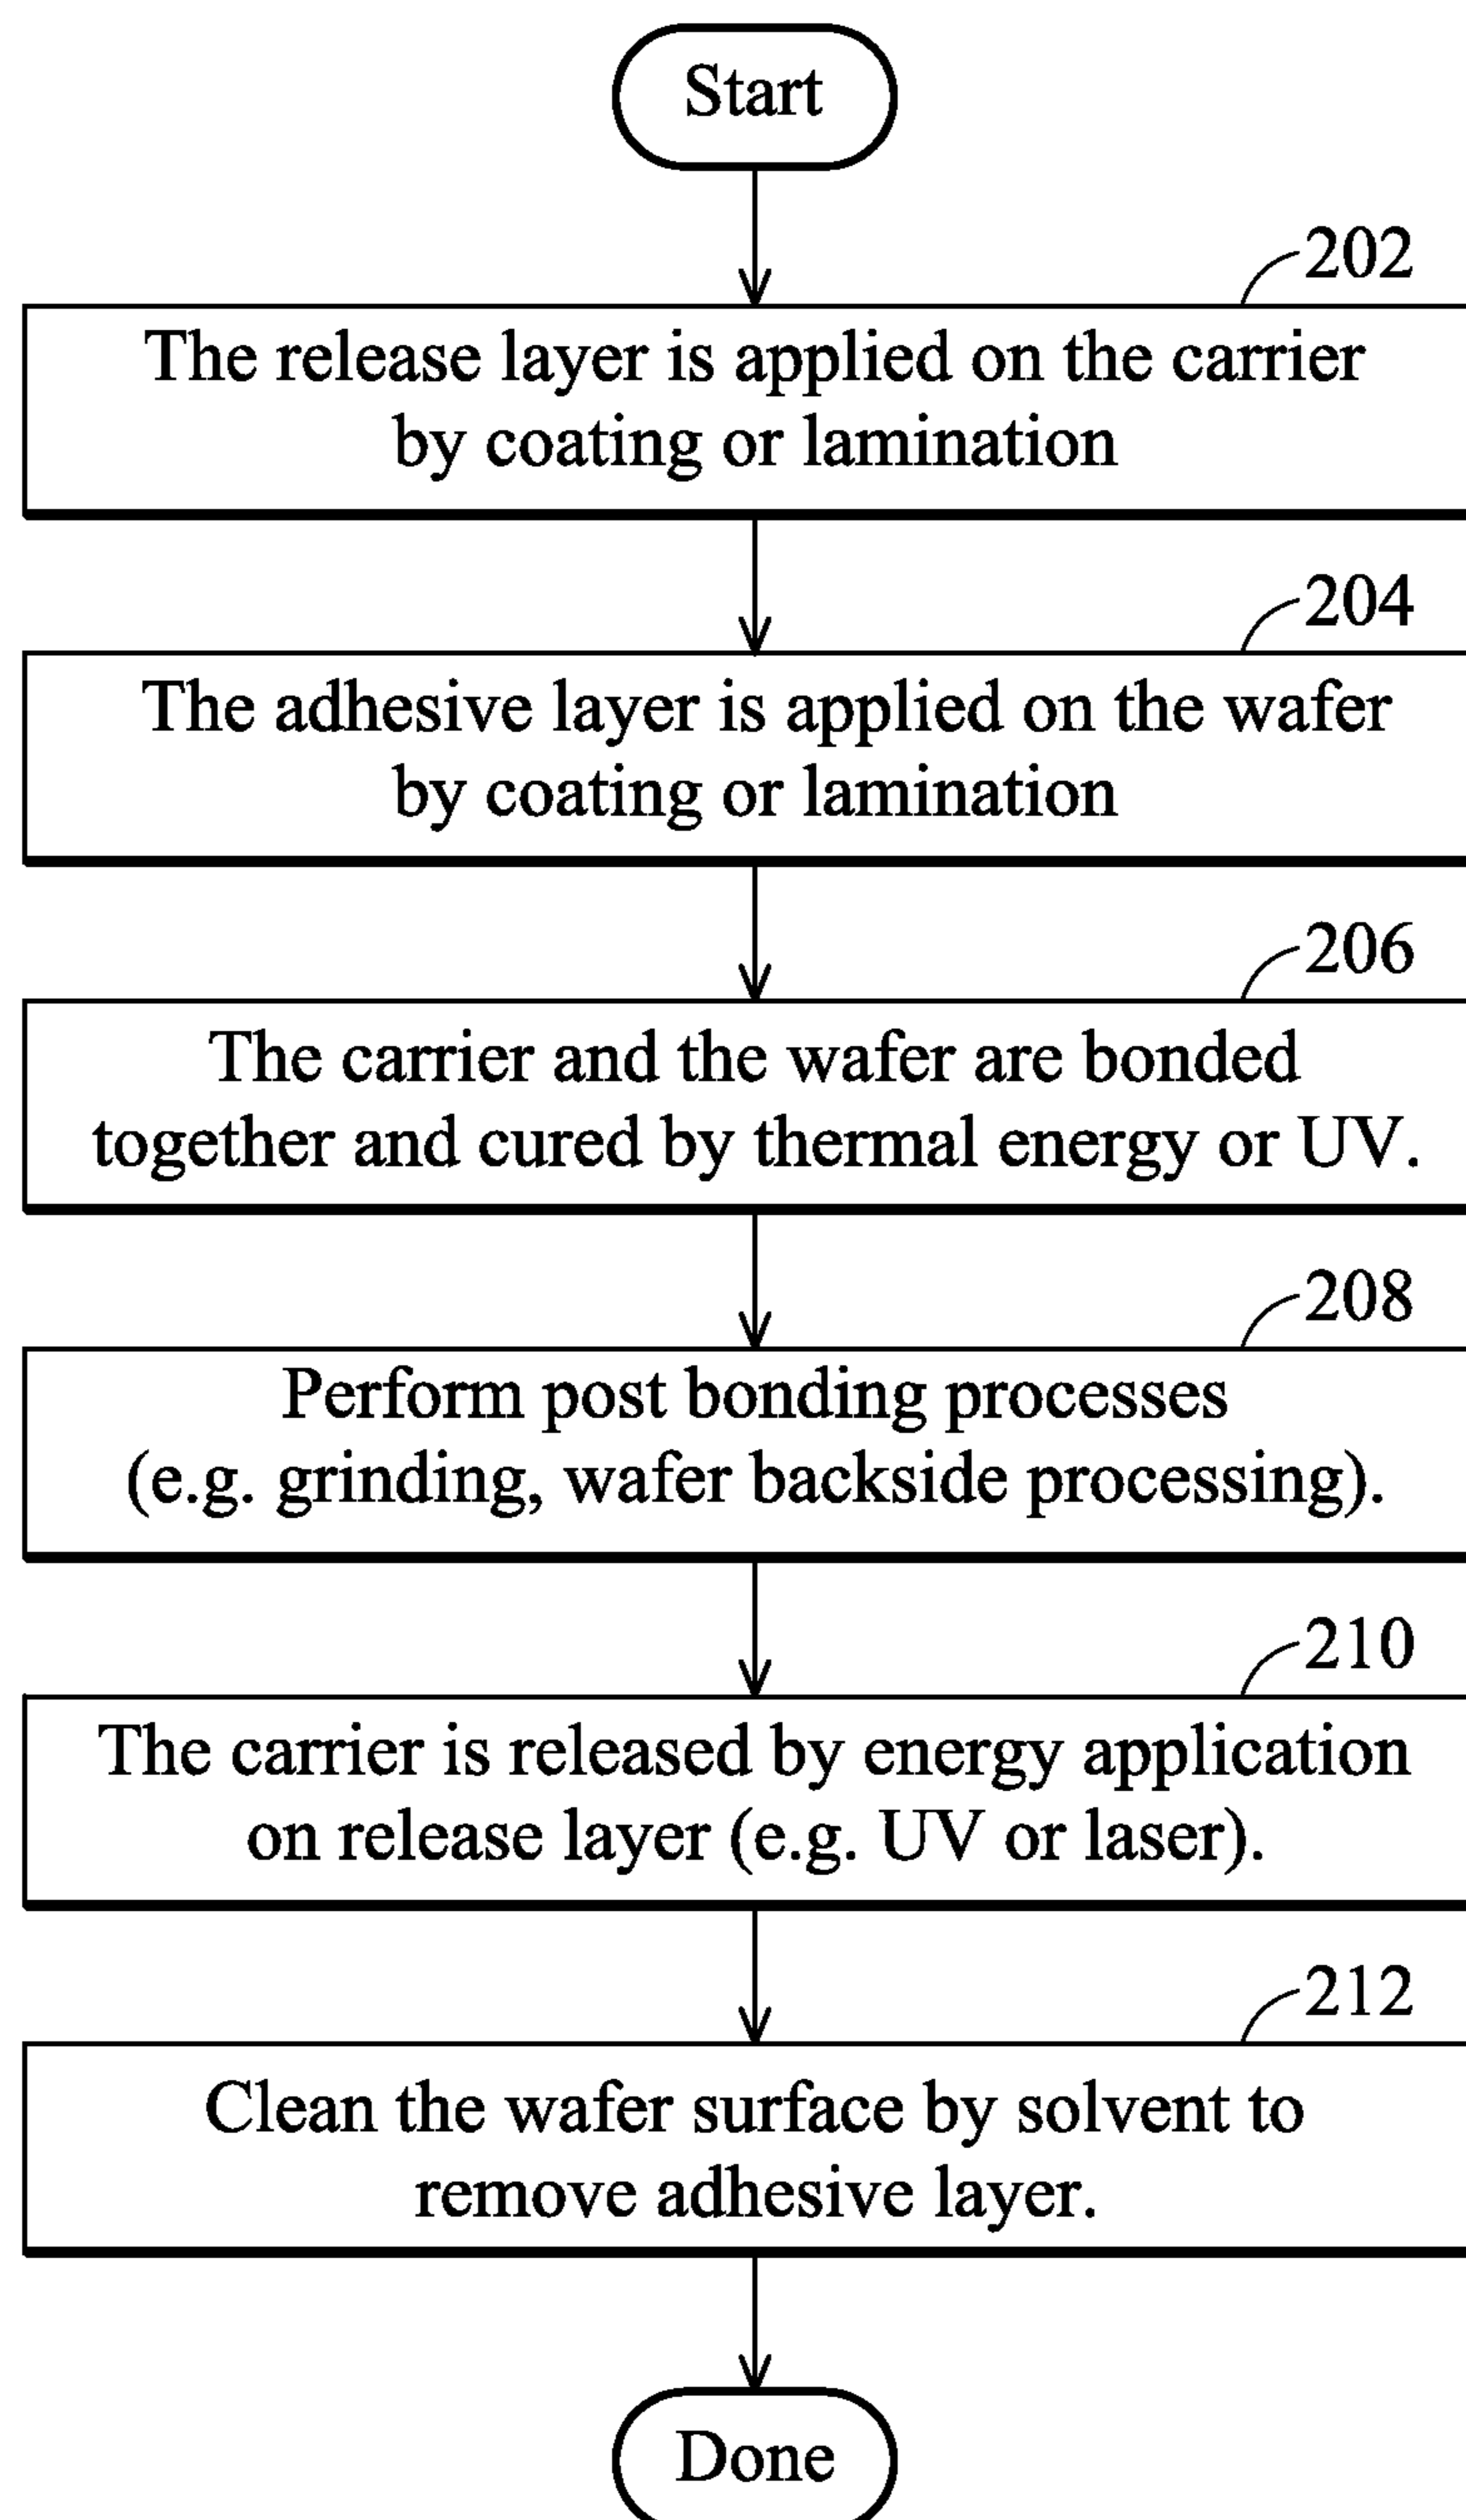 Start
202
The release layer is applied on the carrier
by coating or lamination
204
The adhesive layer is applied on the wafer
by coating or lamination
206
The carrier and the wafer are bonded
together and cured by thermal energy or UV.
208
Perform post bonding processes
(e.g. grinding, wafer backside processing).
210
The carrier is released by energy application
on release layer (e.g. UV or laser).
212
Clean the wafer surface by solvent to
remove adhesive layer.
Done